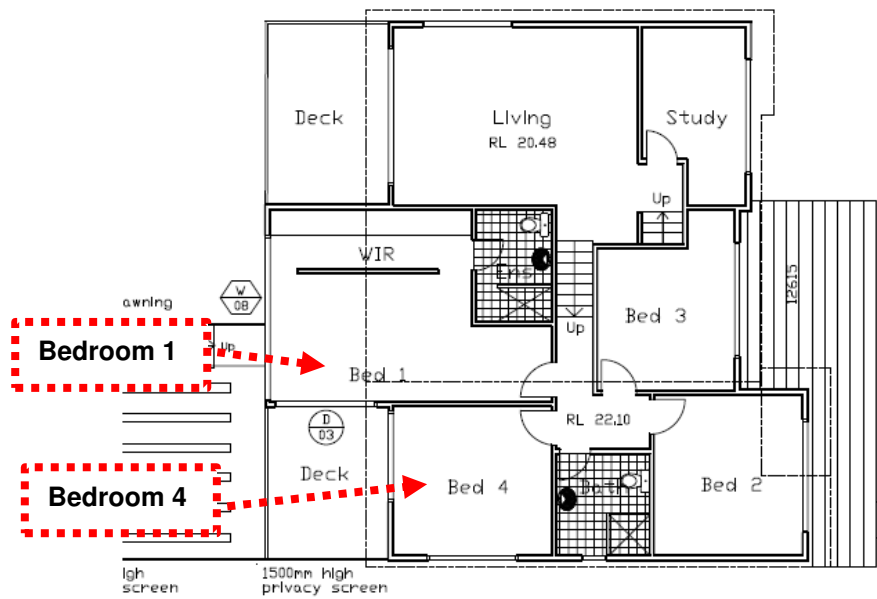 Deck
Living
RL 20.48
Study
Up
WIR
Ens
W
08
awning
12615
Bed 3
Up
Bedroom 1
Up
Bed 1
RL 22.10
D
03
Deck
Bedroom 4
Bed 4
Bath
Bed 2
igh
screen
1500mm high
privacy screen